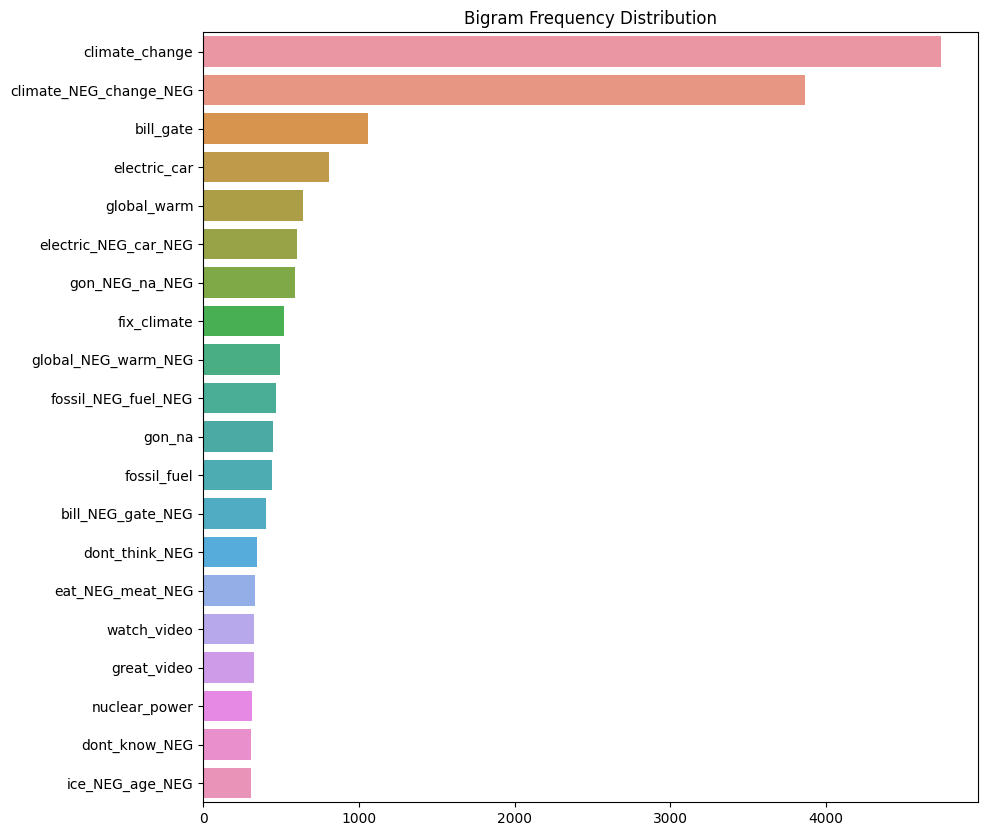 Bigram Frequency Distribution
climate_change
climate_NEG_change_NEG
bill_gate
electric_car
global_warm
electric_NEG_car_NEG
gon_NEG_na_NEG
fix_climate
global_NEG_warm_NEG
fossil_NEG_fuel_NEG
gon_na
fossil_fuel
bill_NEG_gate_NEG
dont_think_NEG
eat_NEG_meat_NEG
watch_video
great_video
nuclear_power
dont_know_NEG
ice_NEG_age_NEG
0 1000 2000 3000 4000